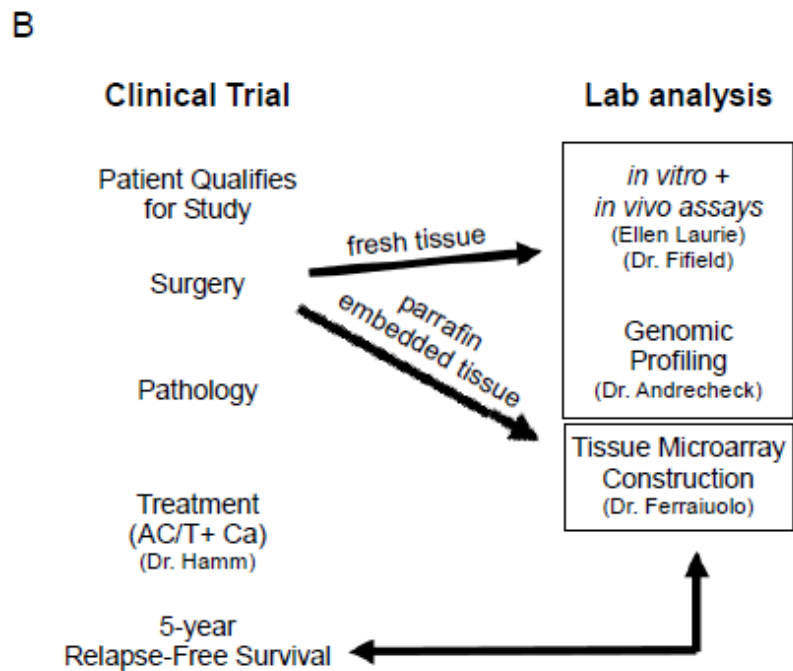 B
Clinical Trial
Lab analysis
Patient Qualifies
for Study
Surgery
Pathology
Treatment
(AC/T+ Ca)
(Dr. Hamm)
5-year
Relapse-Free Survival
fresh tissue
parrafin
embedded tissue
in vitro +
in vivo assays
(Ellen Laurie)
(Dr. Fifield)
Genomic
Profiling
(Dr. Andrecheck)
Tissue Microarray
Construction
(Dr. Ferraiuolo)